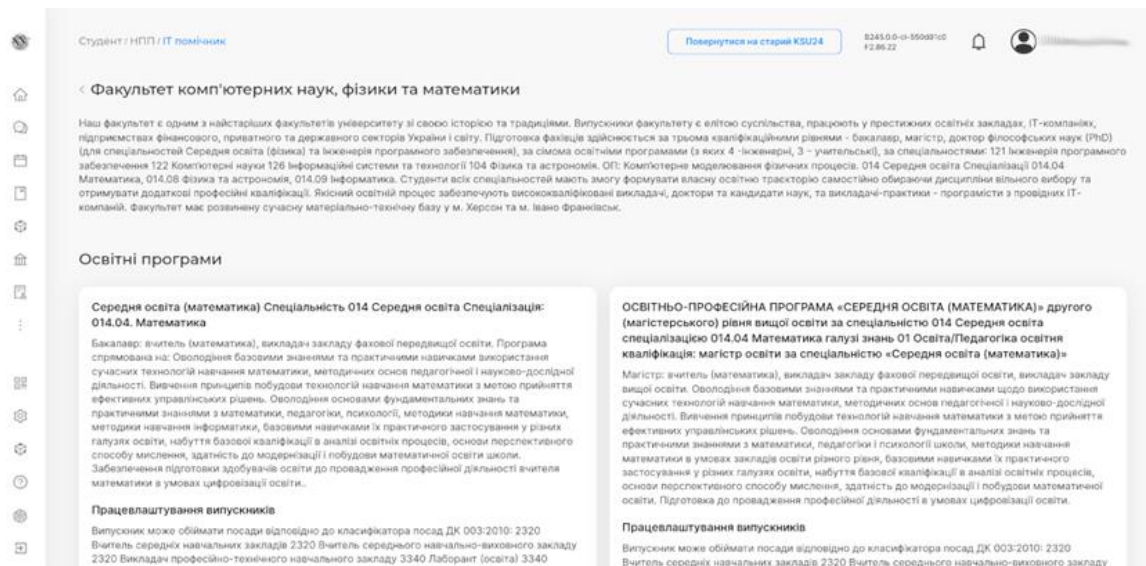 Студент / НПП / ІТ помічник
Повернутися на старий KSU24
F2.86.22
Факультет комп'ютерних наук, фізики та математики
Наш факультет є одним з найстаріших факультетів університету зі своєю історією та традиціями. Випускники факультету є елітою суспільства, працюють у престижних освітніх закладах, ІТ-компаніях,
підприємствах фінансового, приватного та державного секторів України і світу. Підготовка фахівців здійснюється за трьома кваліфікаційними рівнями - бакалавр, магістр, доктор філософських наук (PhD)
(для спеціальностей Середня освіта (фізика) та Інженерія програмного забезпечення), за сімома освітніми програмами (з яких 4 -інженерні, 3 – учительські), за спеціальностями: 121 Інженерія програмного
забезпечення 122 Комп'ютерні науки 126 Інформаційні системи та технології 104 Фізика та астрономія. ОП: Комп'ютерне моделювання фізичних процесів. 014 Середня освіта Спеціалізації 014.04
Математика, 014.08 Фізика та астрономія, 014.09 Інформатика. Студенти всіх спеціальностей мають змогу формувати власну освітню траєкторію самостійно обираючи дисципліни вільного вибору та
отримувати додаткові професійні кваліфікації. Якісний освітній процес забезпечують висококваліфіковані викладачі, доктори та кандидати наук, та викладачі-практики - програмісти з провідних ІТ-
компаній. Факультет має розвинену сучасну матеріально-технічну базу у м. Херсон та м. Івано Франківськ.
Освітні програми
Середня освіта (математика) Спеціальність 014 Середня освіта Спеціалізація:
014.04. Математика
Бакалавр: вчитель (математика), викладач закладу фахової передвищої освіти. Програма
спрямована на: Оволодіння базовими знаннями та практичними навичками використання
сучасних технологій навчання математики, методичних основ педагогічної і науково-дослідної
діяльності. Вивчення принципів побудови технологій навчання математики з метою прийняття
ефективних управлінських рішень. Оволодіння основами фундаментальних знань та
практичними знаннями з математики, педагогіки, психології, методики навчання математики,
методики навчання інформатики, базовими навичками їх практичного застосування у різних
галузях освіти, набуття базової кваліфікації в аналізі освітніх процесів, основи перспективного
способу мислення, здатність до модернізації і побудови математичної освіти школи.
Забезпечення підготовки здобувачів освіти до провадження професійної діяльності вчителя
математики в умовах цифровізації освіти..
Працевлаштування випускників
Випускник може обіймати посади відповідно до класифікатора посад ДК 003:2010: 2320
Вчитель середніх навчальних закладів 2320 Вчитель середнього навчально-виховного закладу
2320 Викладач професійно-технічного навчального закладу 3340 Лаборант (освіта) 3340
ОСВІТНЬО-ПРОФЕСІЙНА ПРОГРАМА «СЕРЕДНЯ ОСВІТА (МАТЕМАТИКА)» другого
(магістерського) рівня вищої освіти за спеціальністю 014 Середня освіта
спеціалізацією 014.04 Математика галузі знань 01 Освіта/Педагогіка освітня
кваліфікація: магістр освіти за спеціальністю «Середня освіта (математика)»
Магістр: вчитель (математика), викладач закладу фахової передвищої освіти, викладач закладу
вищої освіти. Оволодіння базовими знаннями та практичними навичками щодо використання
сучасних технологій навчання математики, методичних основ педагогічної і науково-дослідної
діяльності. Вивчення принципів побудови технологій навчання математики з метою прийняття
ефективних управлінських рішень. Оволодіння основами фундаментальних знань та
практичними знаннями з математики, педагогіки і психології школи, методики навчання
математики в умовах закладів освіти різного рівня, базовими навичками їх практичного
застосування у різних галузях освіти, набуття базової кваліфікації в аналізі освітніх процесів,
основи перспективного способу мислення, здатність до модернізації і побудови математичної
освіти. Підготовка до провадження професійної діяльності в умовах цифровізації освіти.
Працевлаштування випускників
Випускник може обіймати посади відповідно до класифікатора посад ДК 003:2010: 2320
Вчитель середніх навчальних закладів 2320 Вчитель середнього навчально-виховного закладу